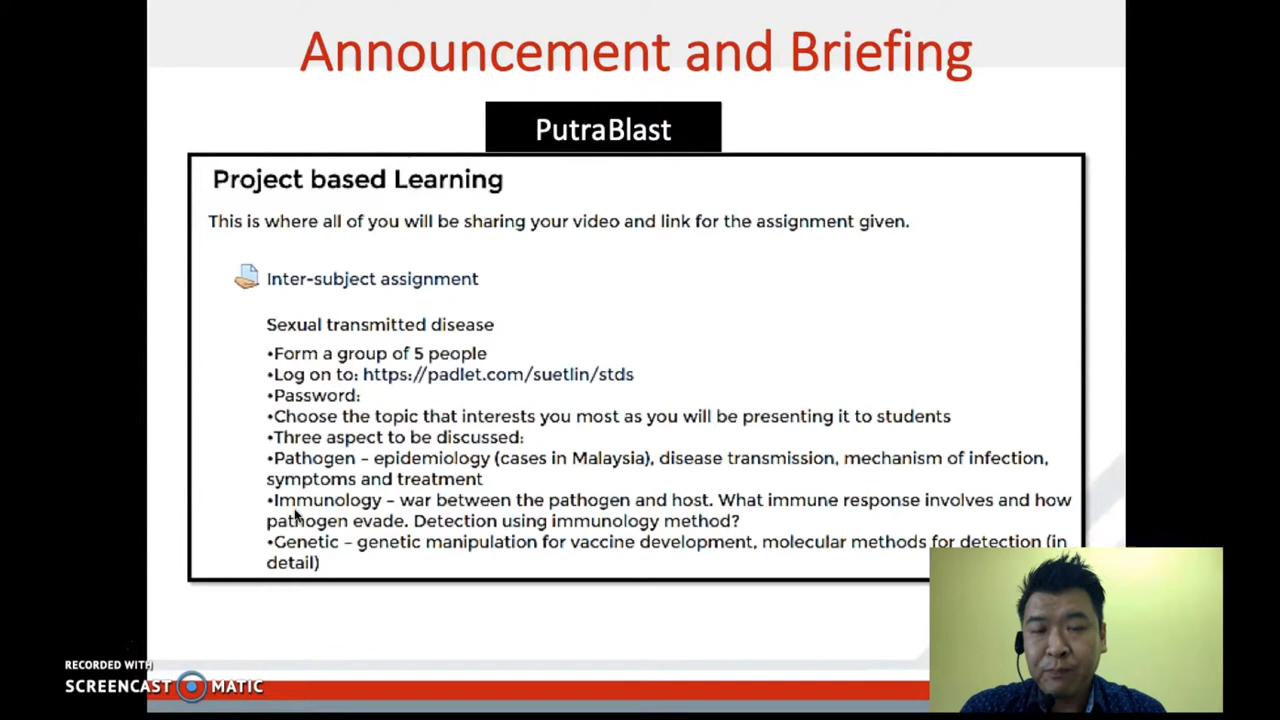 Announcement and Briefing
PutraBlast
Project based Learning
This is where all of you will be sharing your video and link for the assignment given.
Inter-subject assignment
Sexual transmitted disease
•Form a group of 5 people
•Log on to: https://padlet.com/suetlin/stds
•Password:
•Choose the topic that interests you most as you will be presenting it to students
•Three aspect to be discussed:
•Pathogen – epidemiology (cases in Malaysia), disease transmission, mechanism of infection,
symptoms and treatment
•Immunology – war between the pathogen and host. What immune response involves and how
pathogen evade. Detection using immunology method?
•Genetic – genetic manipulation for vaccine development, molecular methods for detection (in
detail)
RECORDED WITH
SCREENCAST MATIC